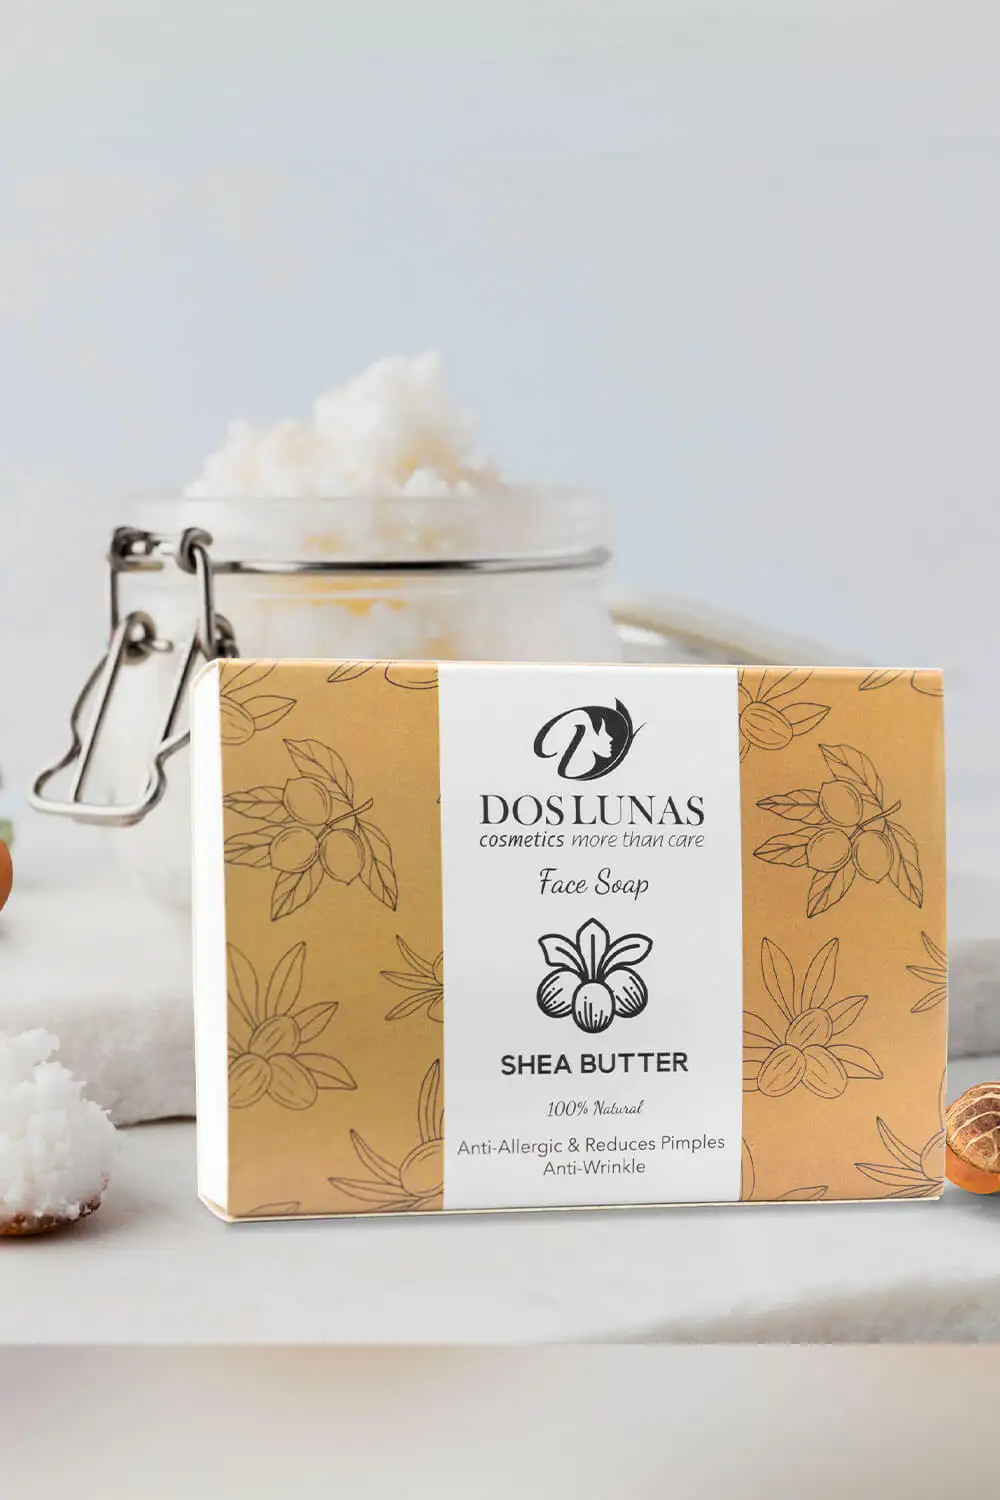 DOS LUNAS
cosmetics more than care
Face Soap
SHEA BUTTER
100% Natural
Anti-Allergic & Reduces Pimples
Anti-Wrinkle